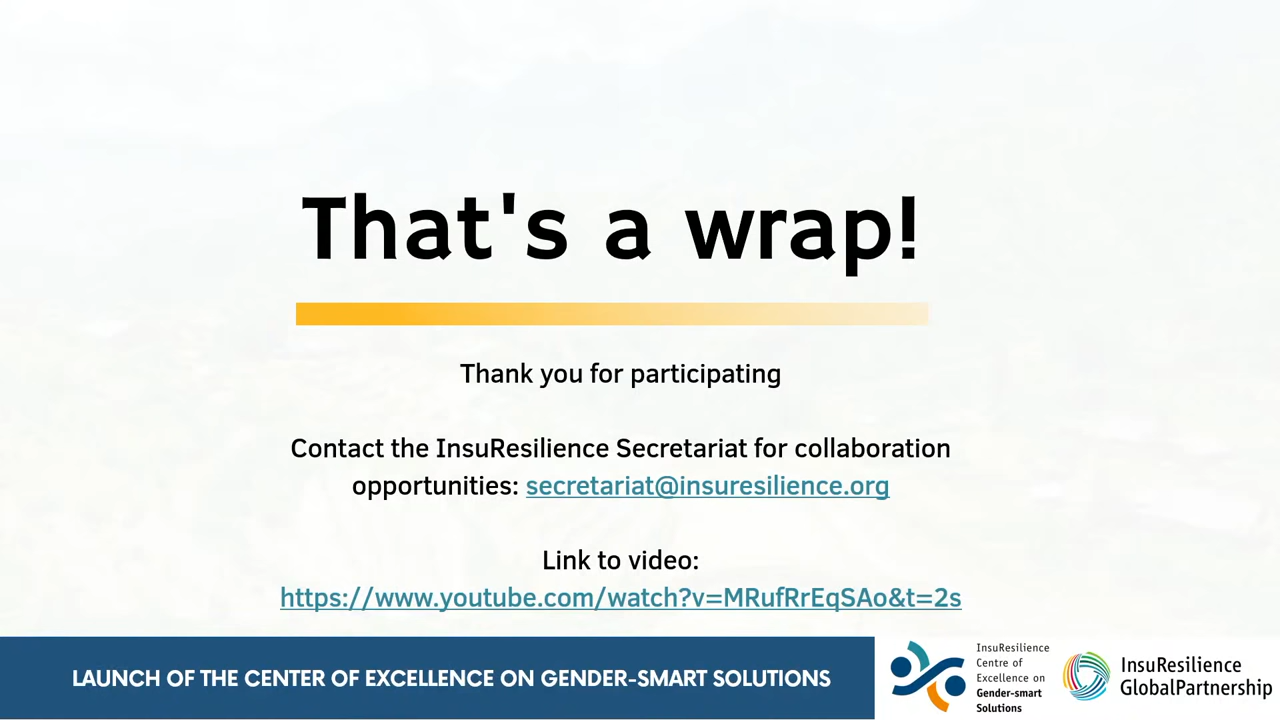 That's a wrap!
Thank you for participating
Contact the InsuResilience Secretariat for collaboration
opportunities: secretariat@insuresilience.org
Link to video:
https://www.youtube.com/watch?v=MRufRrEqSAo&t=2s
LAUNCH OF THE CENTER OF EXCELLENCE ON GENDER-SMART SOLUTIONS
InsuResilience
Centre of
Excellence on
Gender-smart
Solutions
InsuResilience
GlobalPartnership